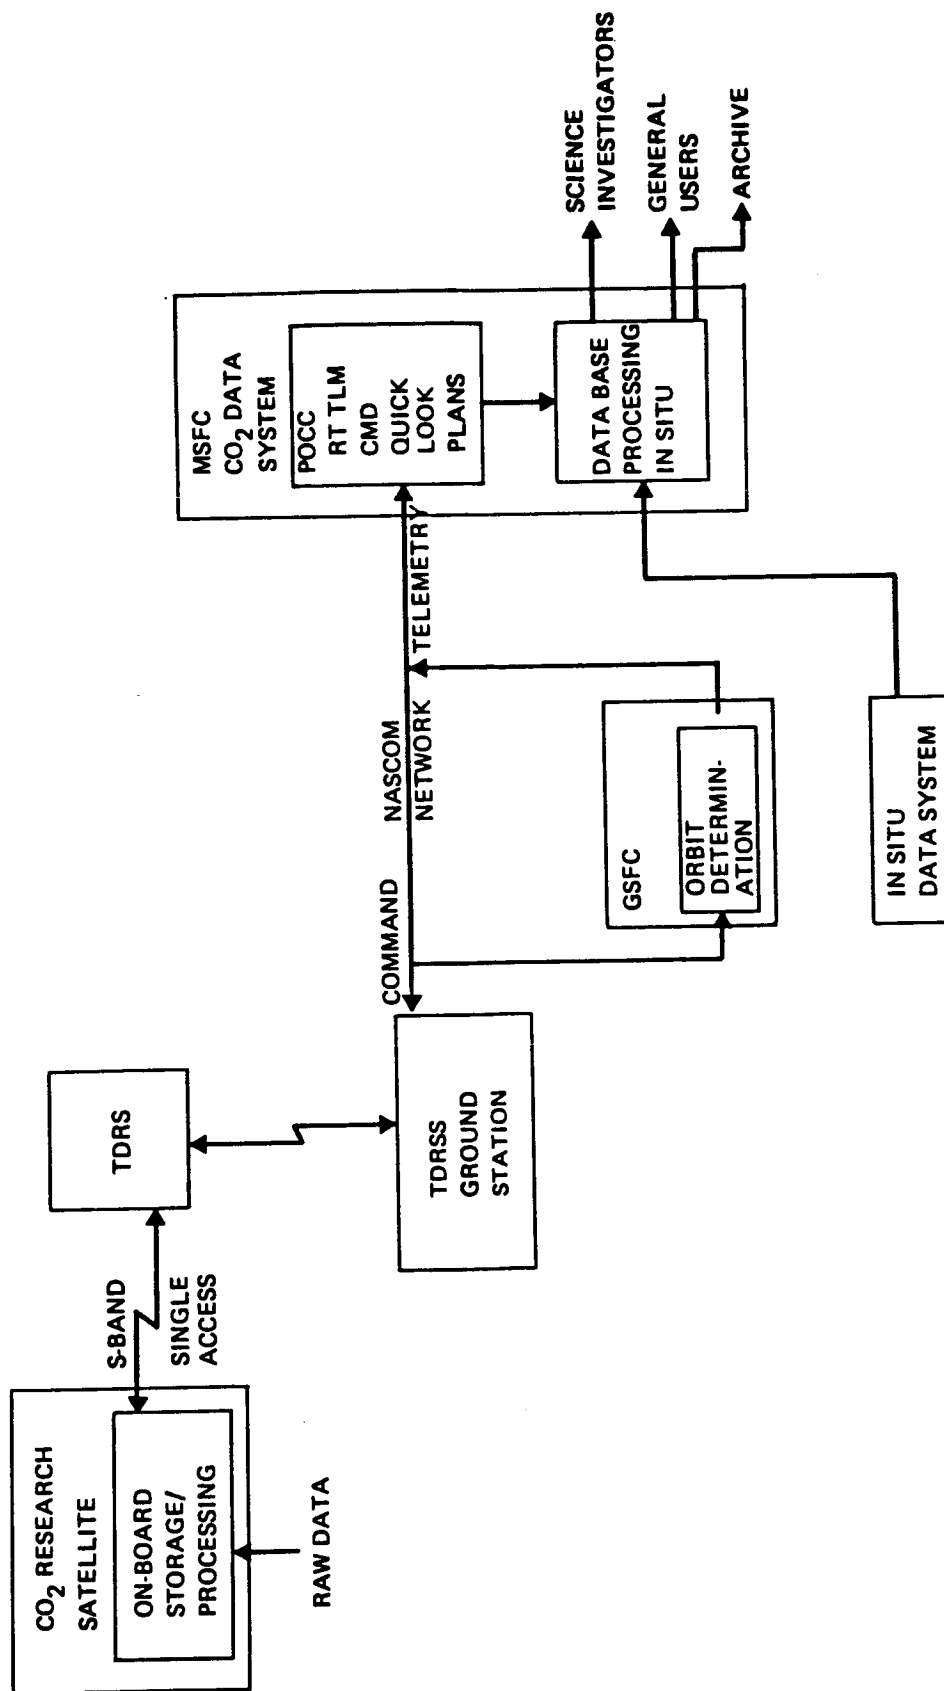 CO2 RESEARCH
SATELLITE
ON-BOARD
STORAGE/
PROCESSING
RAW DATA
S-BAND
SINGLE
ACCESS
TDRS
TDRSS
GROUND
STATION
COMMAND
NASCOM
NETWORK
TELEMETRY
GSFC
ORBIT
DETERMIN-
ATION
IN SITU
DATA SYSTEM
MSFC
CO2 DATA
SYSTEM
POCC
RT TLM
CMD
QUICK
LOOK
PLANS
DATA BASE
PROCESSING
IN SITU
SCIENCE
INVESTIGATORS
GENERAL
USERS
ARCHIVE